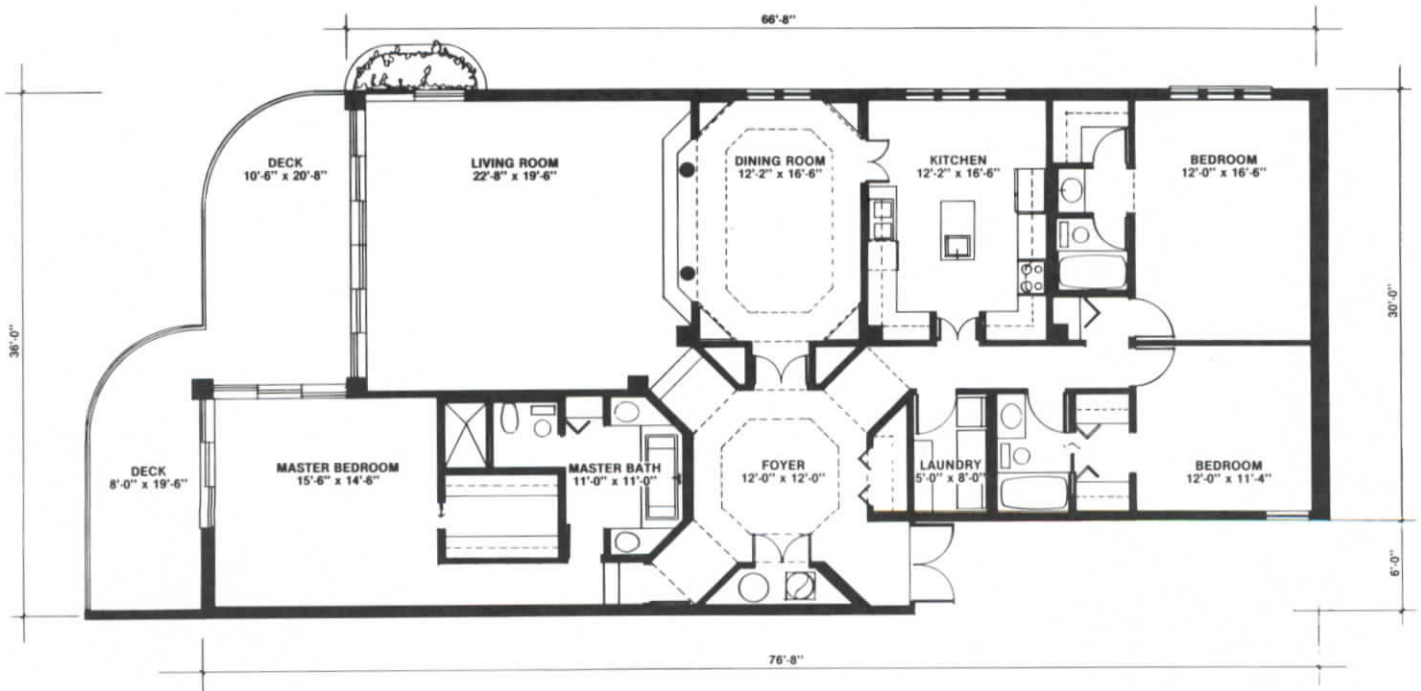 66'-8"
DECK
10'-6" x 20'-8"
LIVING ROOM
22'-8" x 19'-6"
DINING ROOM
12'-2" x 16'-6"
KITCHEN
12'-2" x 16'-6"
BEDROOM
12'-0" x 16'-6"
36'-0"
30'-0"
DECK
8'-0" x 19'-6"
MASTER BEDROOM
15'-6" x 14'-6"
MASTER BATH
11'-0" x 11'-0"
FOYER
12'-0" x 12'-0"
LAUNDRY
5'-0" x 8'-0"
BEDROOM
12'-0" x 11'-4"
6'-0"
76'-8"